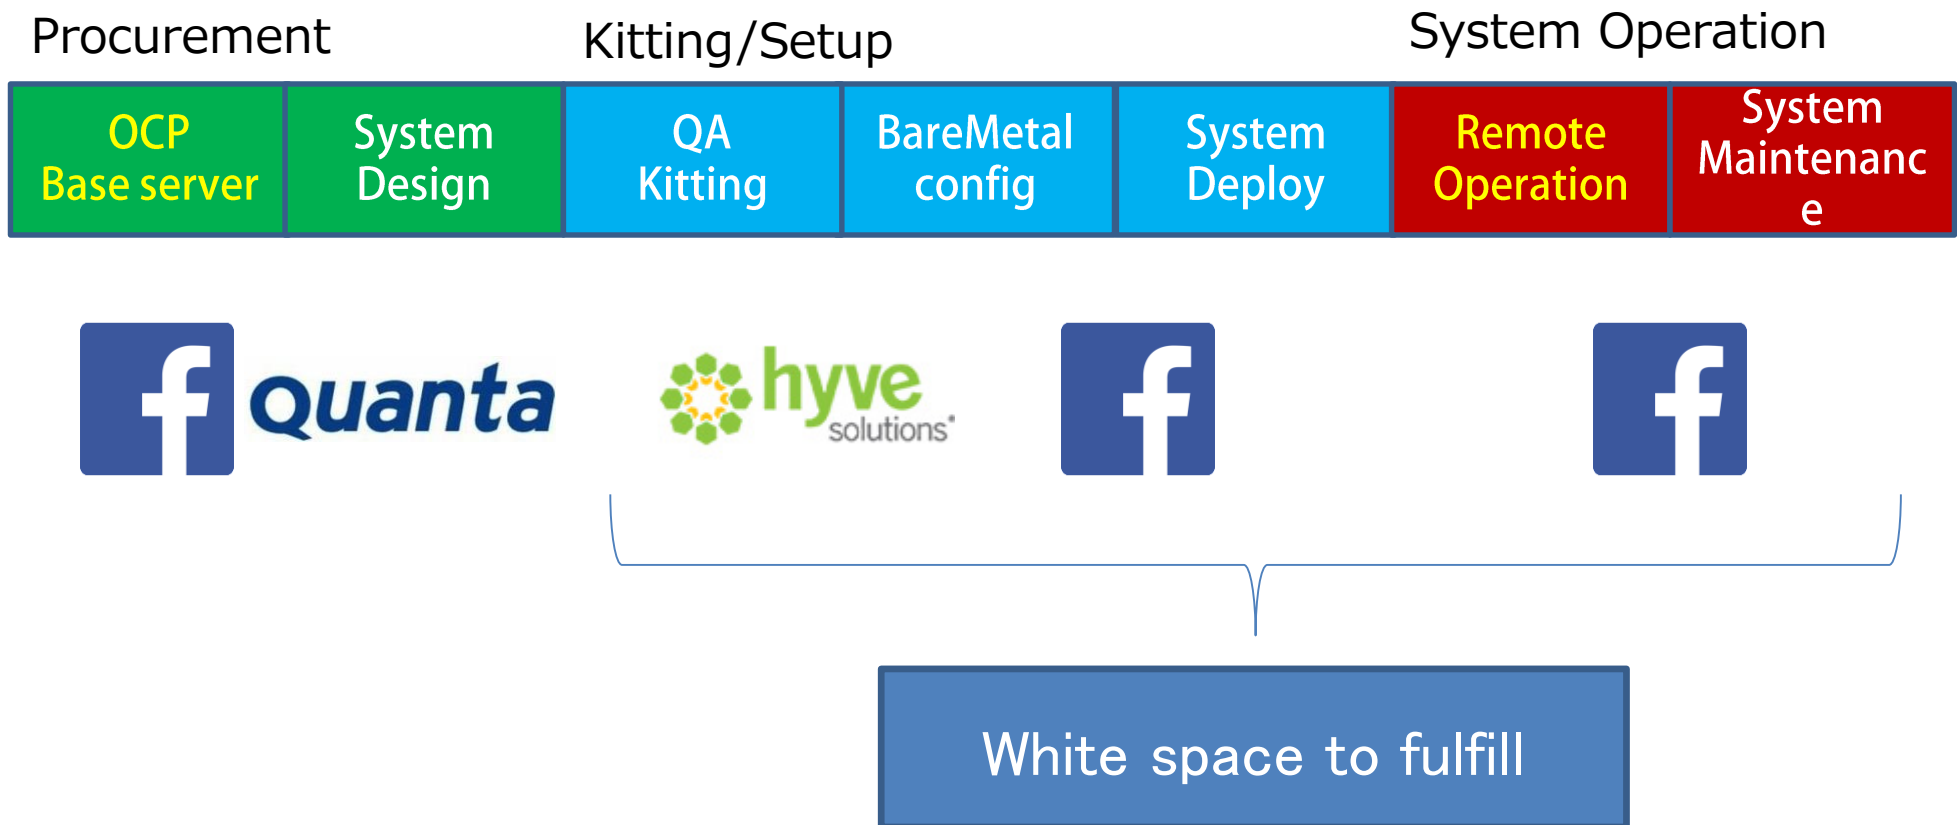 Procurement
Kitting/Setup
System Operation
OCP
Base server
System
Design
QA
Kitting
BareMetal
config
System
Deploy
Remote
Operation
System
Maintenanc
e
f
Quanta
hyve
solutions
f
f
White space to fulfill